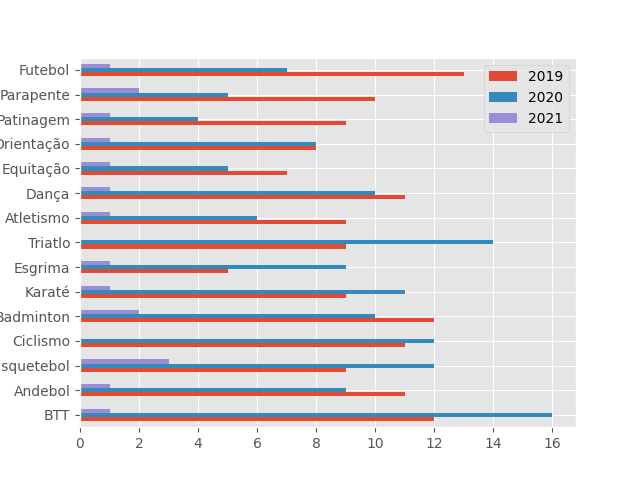 Futebol
Parapente
Patinagem
Orientação
Equitação
Dança
Atletismo
Triatlo
Esgrima
Karaté
Badminton
Ciclismo
squetebol
Andebol
BTT
0 2 4 6 8 10 12 14 16
2019
2020
2021